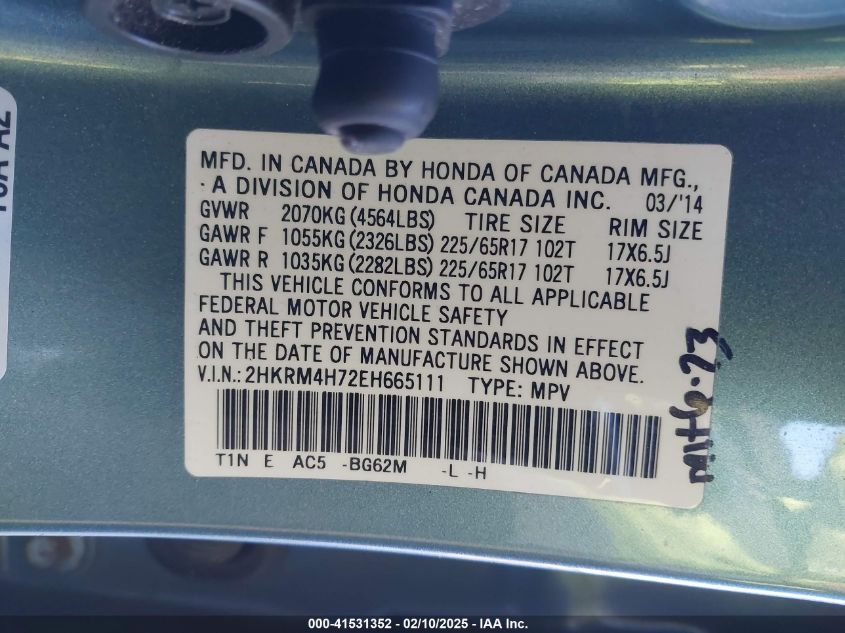 MFD. IN CANADA BY HONDA OF CANADA MFG.,
A DIVISION OF HONDA CANADA INC. 03/'14
GVWR 2070KG (4564LBS) TIRE SIZE RIM SIZE
GAWR F 1055KG (2326LBS) 225/65R17 102T 17X6.5J
GAWR R 1035KG (2282LBS) 225/65R17 102T 17X6.5J
THIS VEHICLE CONFORMS TO ALL APPLICABLE
FEDERAL MOTOR VEHICLE SAFETY
AND THEFT PREVENTION STANDARDS IN EFFECT
ON THE DATE OF MANUFACTURE SHOWN ABOVE.
V.I.N.: 2HKRM4H72EH665111 TYPE: MPV
T1N E AC5 -BG62M -L -H
000-41531352 - 02/10/2025 - IAA Inc.